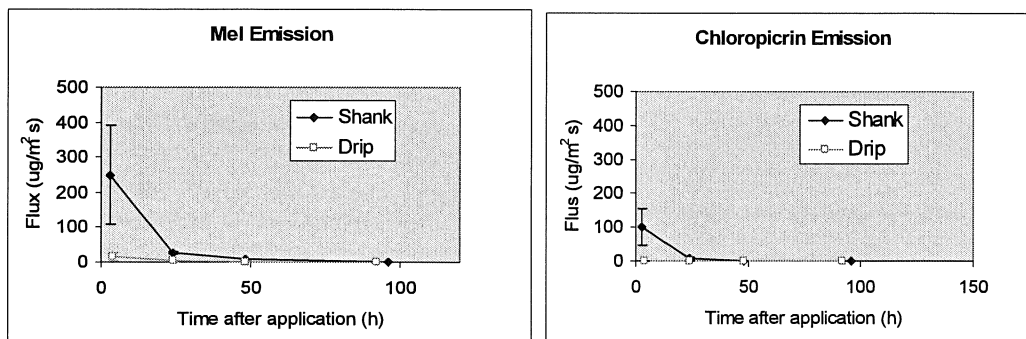 Mel Emission
Flux (ug/m² s)
500
400
300
200
100
0
Shank
Drip
0 50 100
Time after application (h)
Chloropicrin Emission
Flus (ug/m² s)
500
400
300
200
100
0
Shank
Drip
0 50 100 150
Time after application (h)